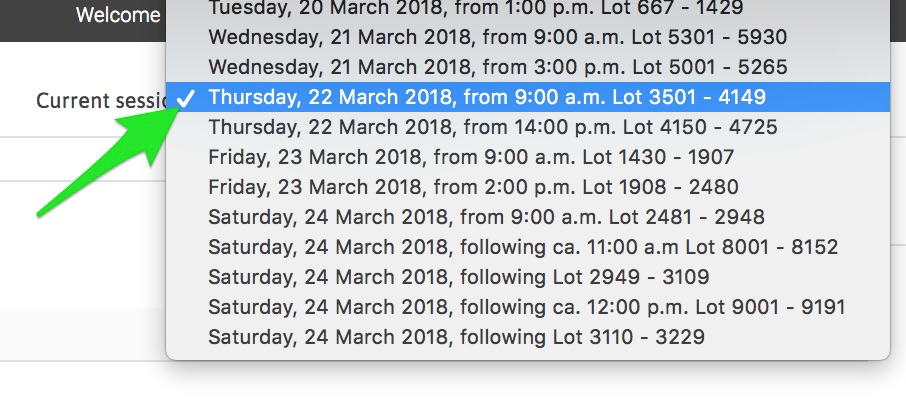 Welcome
Tuesday, 20 March 2018, from 1:00 p.m. Lot 667 - 1429
Wednesday, 21 March 2018, from 9:00 a.m. Lot 5301 - 5930
Wednesday, 21 March 2018, from 3:00 p.m. Lot 5001 - 5265
Current sessio
Thursday, 22 March 2018, from 9:00 a.m. Lot 3501 - 4149
Thursday, 22 March 2018, from 14:00 p.m. Lot 4150 - 4725
Friday, 23 March 2018, from 9:00 a.m. Lot 1430 - 1907
Friday, 23 March 2018, from 2:00 p.m. Lot 1908 - 2480
Saturday, 24 March 2018, from 9:00 a.m. Lot 2481 - 2948
Saturday, 24 March 2018, following ca. 11:00 a.m Lot 8001 - 8152
Saturday, 24 March 2018, following Lot 2949 - 3109
Saturday, 24 March 2018, following ca. 12:00 p.m. Lot 9001 - 9191
Saturday, 24 March 2018, following Lot 3110 - 3229